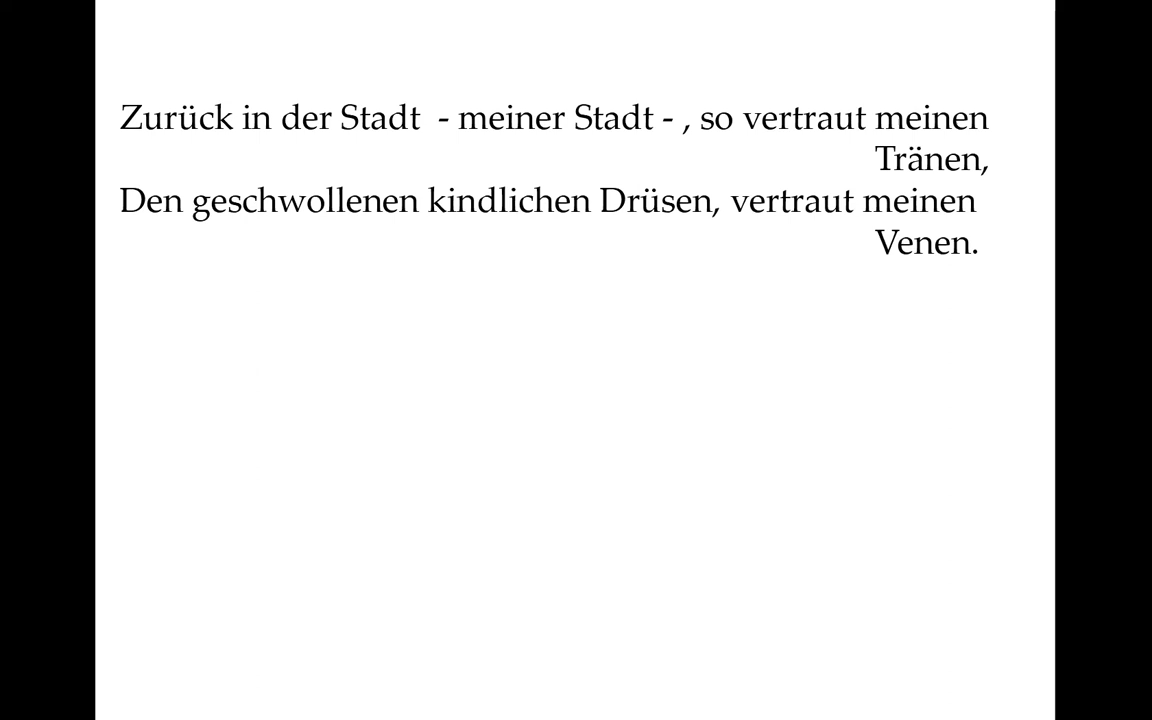 Zurück in der Stadt - meiner Stadt - , so vertraut meinen
Tränen,
Den geschwollenen kindlichen Drüsen, vertraut meinen
Venen.